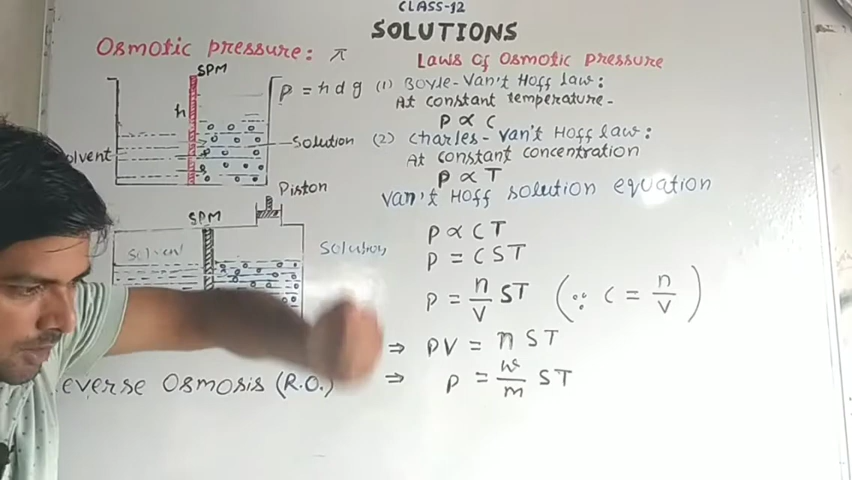 CLASS-12
SOLUTIONS
Osmotic pressure: π
SPM
P = h d g
h
Solution
olvent
Piston
SPM
Solvent
Solution
everse Osmosis (R.O.)
Laws of Osmotic pressure
(1) Boyle-Van't Hoff law:
At constant temperature-
P ∝ C
(2) Charles-Van't Hoff law:
At constant concentration
P ∝ T
Van't Hoff solution equation
P ∝ CT
P = CST
P = n/V ST (∵ C = n/V)
⇒ PV = n ST
⇒ P = w/m ST